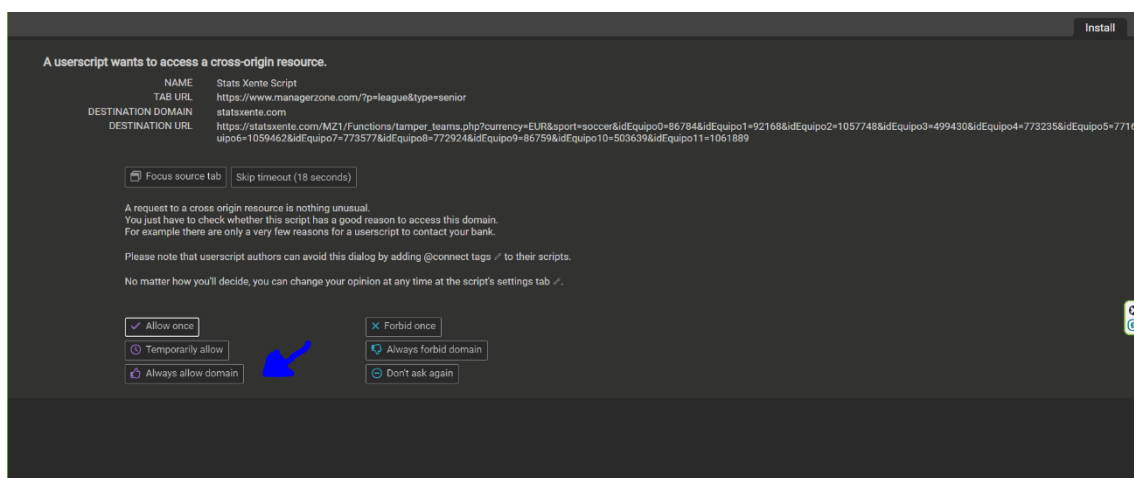 Install
A userscript wants to access a cross-origin resource.
NAME Stats Xente Script
TAB URL https://www.managerzone.com/?p=league&type=senior
DESTINATION DOMAIN statsxente.com
DESTINATION URL https://statsxente.com/MZ1/Functions/tamper_teams.php?currency=EUR&sport=soccer&idEquipo0=86784&idEquipo1=92168&idEquipo2=1057748&idEquipo3=499430&idEquipo4=773235&idEquipo5=7716
uipo6=1059462&idEquipo7=773577&idEquipo8=772924&idEquipo9=86759&idEquipo10=503639&idEquipo11=1061889
Focus source tab Skip timeout (18 seconds)
A request to a cross origin resource is nothing unusual.
You just have to check whether this script has a good reason to access this domain.
For example there are only a very few reasons for a userscript to contact your bank.
Please note that userscript authors can avoid this dialog by adding @connect tags to their scripts.
No matter how you'll decide, you can change your opinion at any time at the script's settings tab .
Allow once Forbid once
Temporarily allow Always forbid domain
Always allow domain Don't ask again